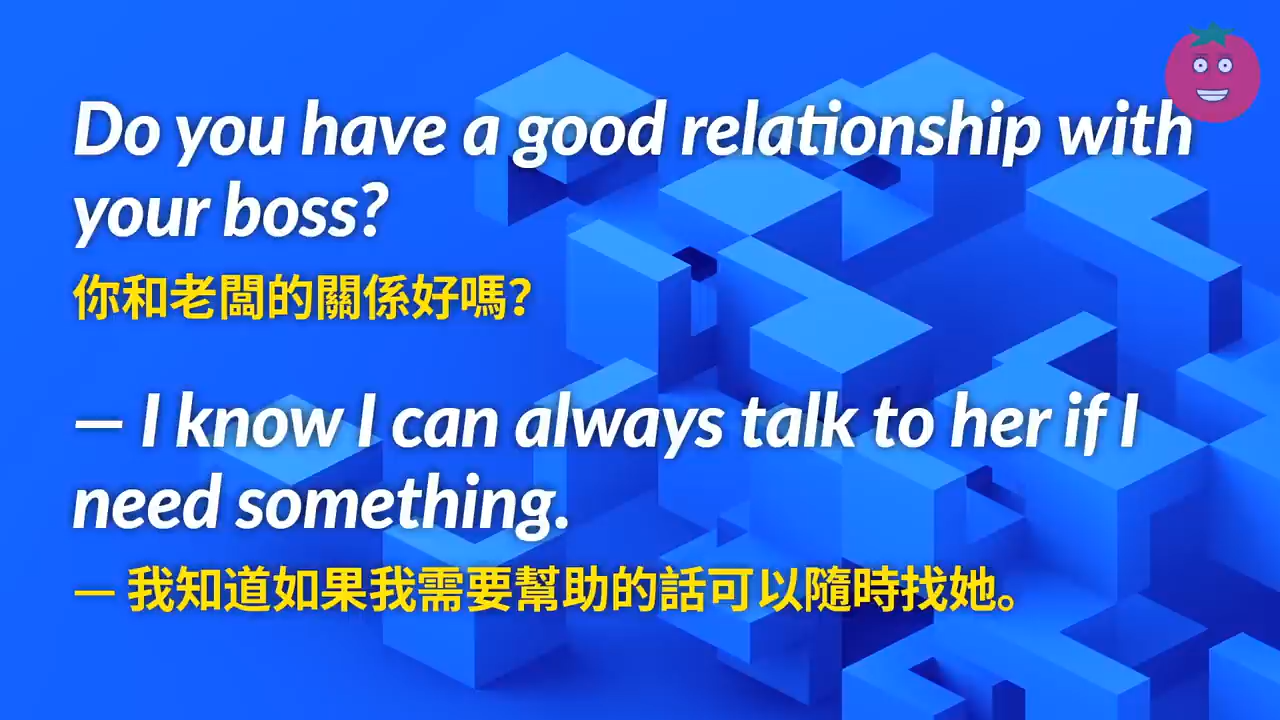 Do you have a good relationship with
your boss?
你和老闆的關係好嗎？
— I know I can always talk to her if I
need something.
— 我知道如果我需要幫助的話可以隨時找她。